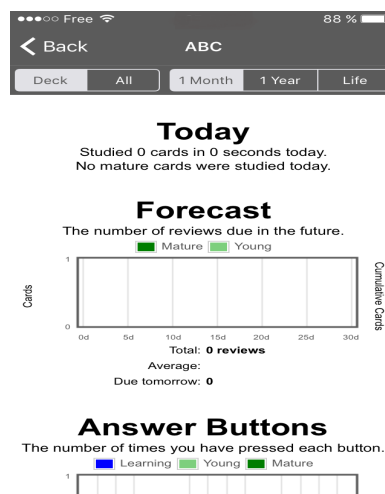 ●●●○○ Free 88 %
Back ABC
Deck All 1 Month 1 Year Life
Today
Studied 0 cards in 0 seconds today.
No mature cards were studied today.
Forecast
The number of reviews due in the future.
Mature Young
1
Cards
Cumulative Cards
0
0d 5d 10d 15d 20d 25d 30d
Total: 0 reviews
Average:
Due tomorrow: 0
Answer Buttons
The number of times you have pressed each button.
Learning Young Mature
1